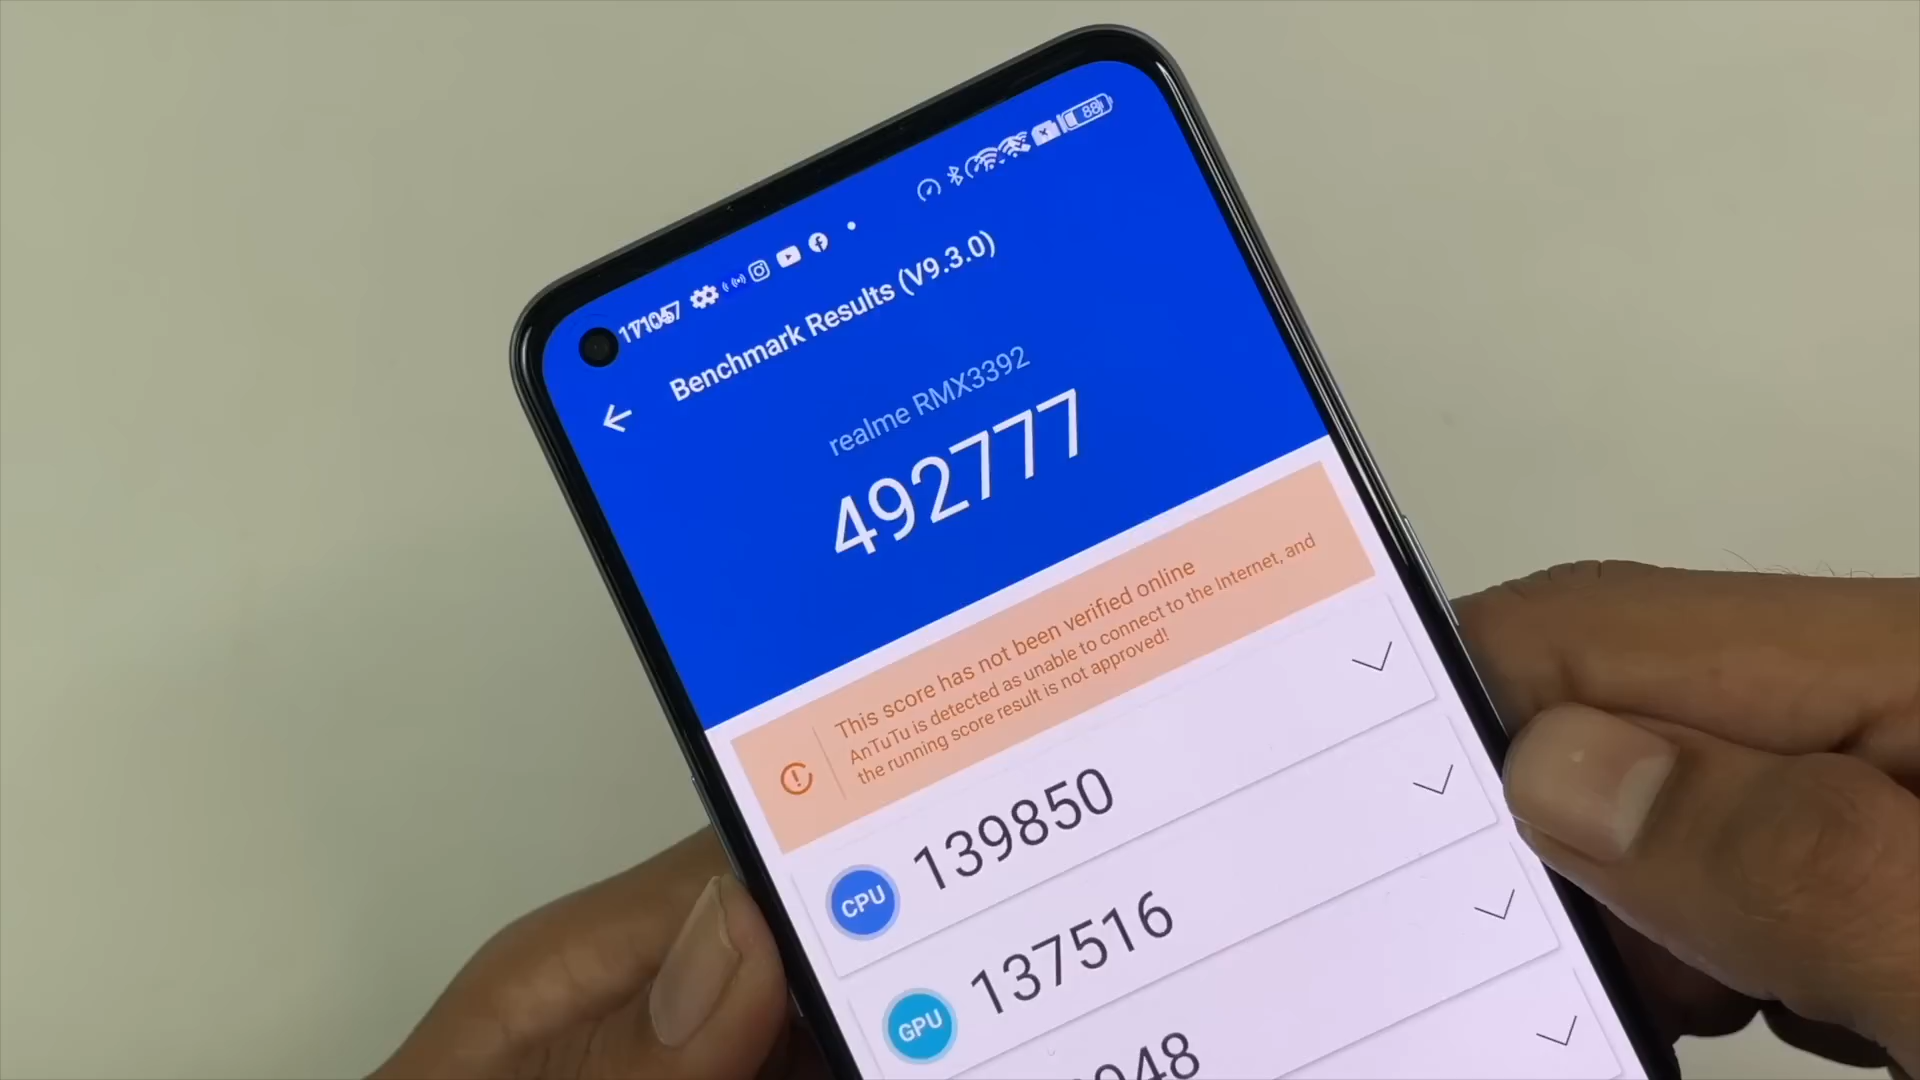 88
Benchmark Results (V9.3.0)
realme RMX3392
492777
This score has not been verified online
AnTuTu is detected as unable to connect to the Internet, and
the running score result is not approved!
CPU 139850
GPU 137516